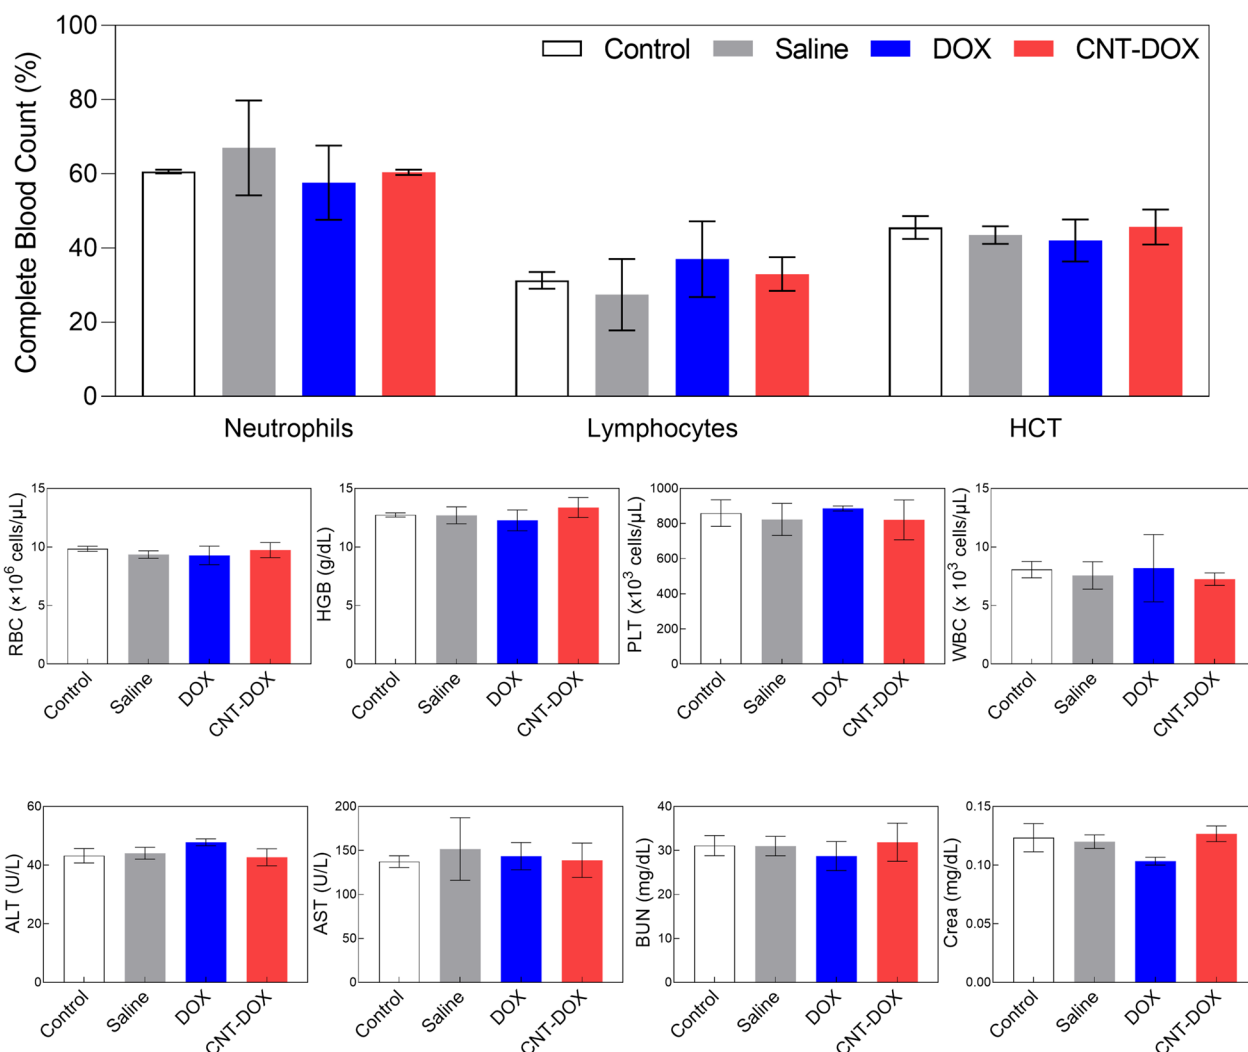 Complete Blood Count (%)
100
80
60
40
20
0
Control Saline DOX CNT-DOX
Neutrophils Lymphocytes HCT
RBC (×10⁶ cells/µL)
15
10
5
0
Control Saline DOX CNT-DOX
HGB (g/dL)
15
10
5
0
Control Saline DOX CNT-DOX
PLT (x10³ cells/µL)
1000
800
600
400
200
0
Control Saline DOX CNT-DOX
WBC (x 10³ cells/µL)
15
10
5
0
Control Saline DOX CNT-DOX
ALT (U/L)
60
40
20
0
Control Saline DOX CNT-DOX
AST (U/L)
200
150
100
50
0
Control Saline DOX CNT-DOX
BUN (mg/dL)
40
30
20
10
0
Control Saline DOX CNT-DOX
Crea (mg/dL)
0.15
0.10
0.05
0.00
Control Saline DOX CNT-DOX